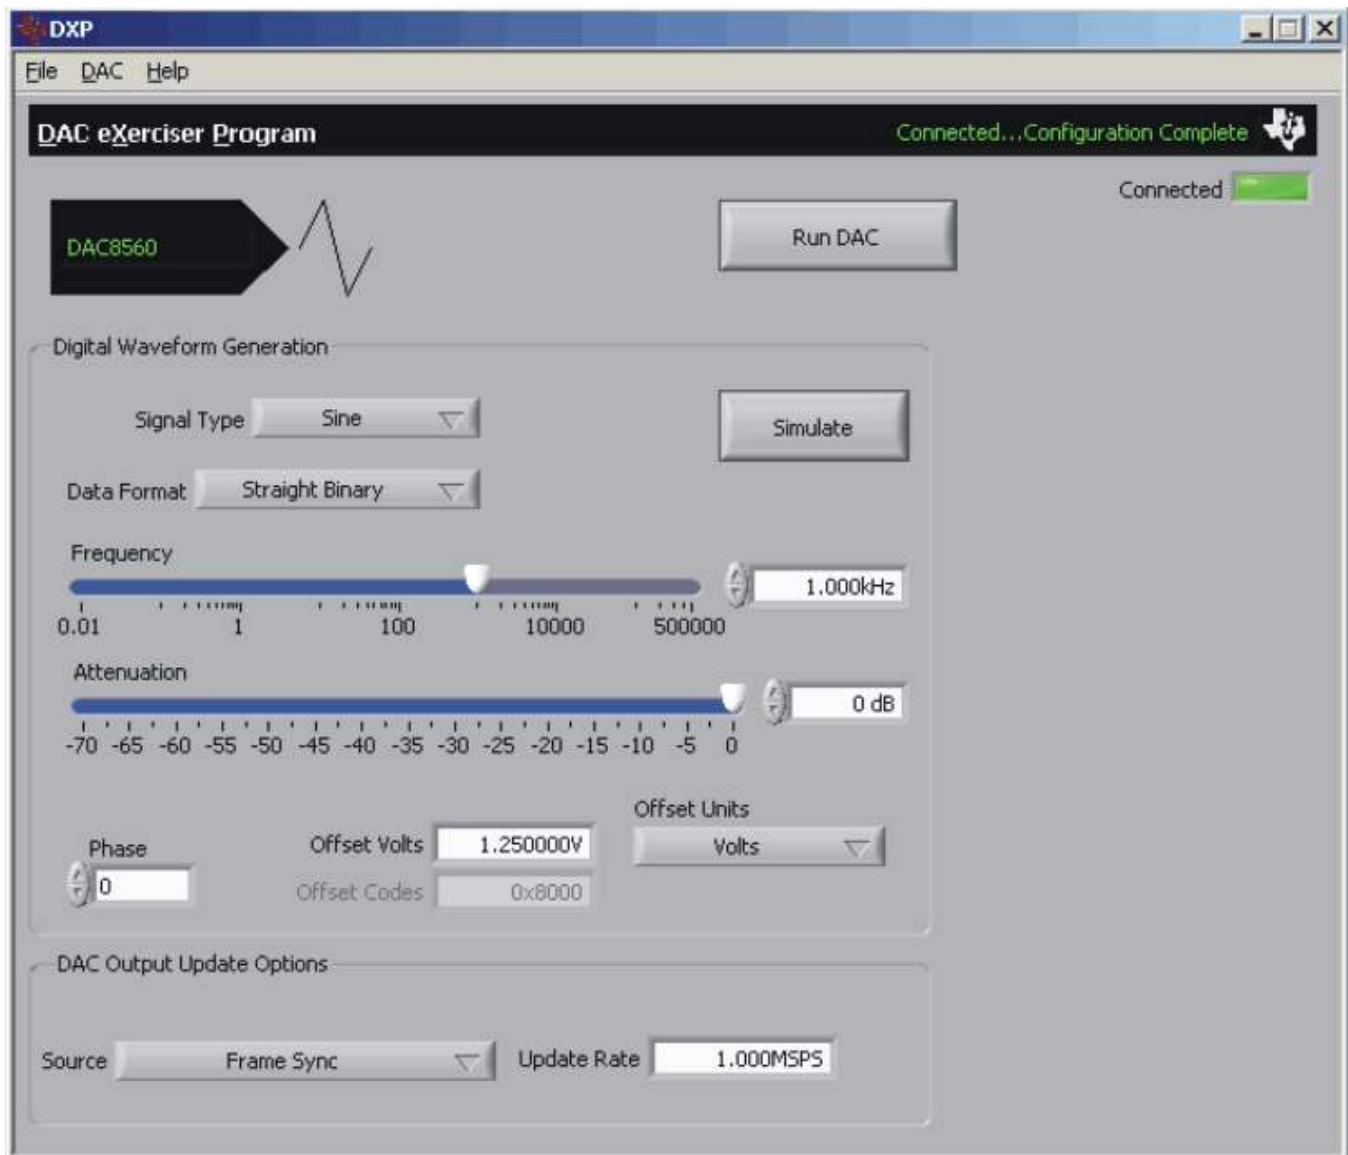 DXP
File DAC Help
DAC eXerciser Program
Connected...Configuration Complete
Connected
DAC8560
Run DAC
Digital Waveform Generation
Signal Type Sine
Simulate
Data Format Straight Binary
Frequency
1.000kHz
0.01 1 100 10000 500000
Attenuation
0 dB
-70 -65 -60 -55 -50 -45 -40 -35 -30 -25 -20 -15 -10 -5 0
Offset Units
Phase
Offset Volts 1.250000V
Volts
0
Offset Codes 0x8000
DAC Output Update Options
Source Frame Sync
Update Rate 1.000MSPS